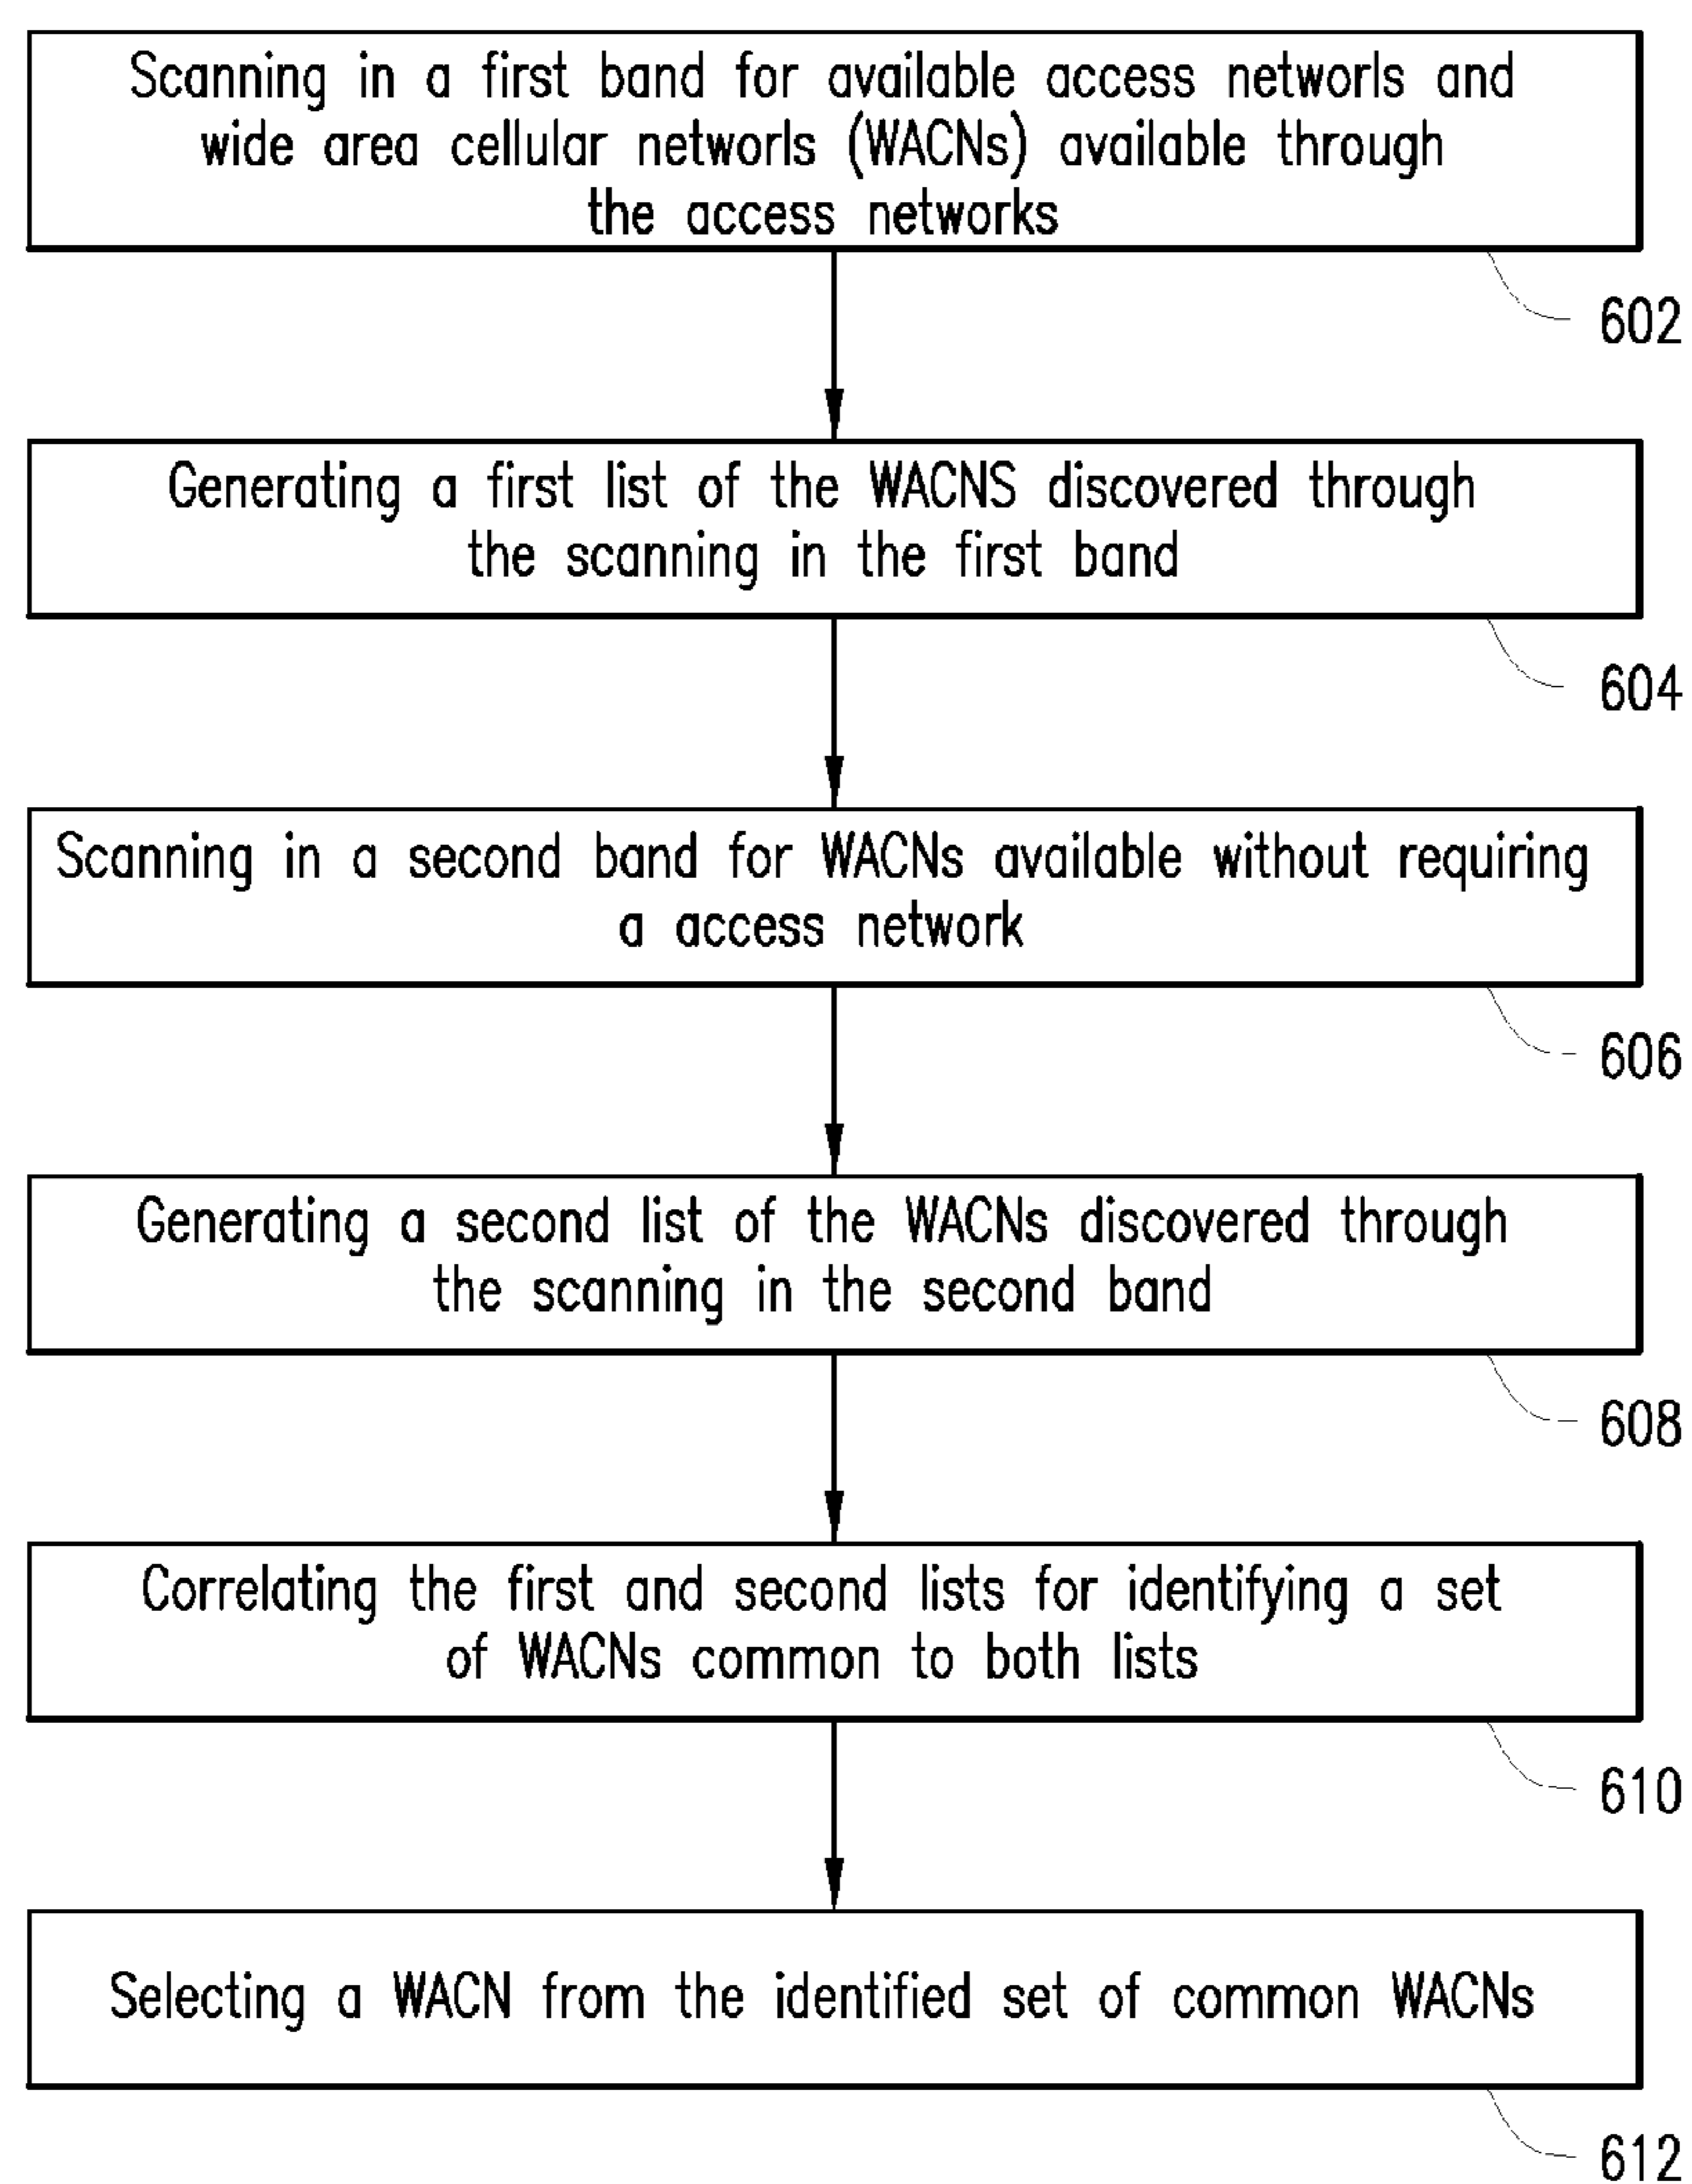 Scanning in a first band for available access networls and
wide area cellular networls (WACNs) available through
the access networks
602
Generating a first list of the WACNS discovered through
the scanning in the first band
604
Scanning in a second band for WACNs available without requiring
a access network
606
Generating a second list of the WACNs discovered through
the scanning in the second band
608
Correlating the first and second lists for identifying a set
of WACNs common to both lists
610
Selecting a WACN from the identified set of common WACNs
612